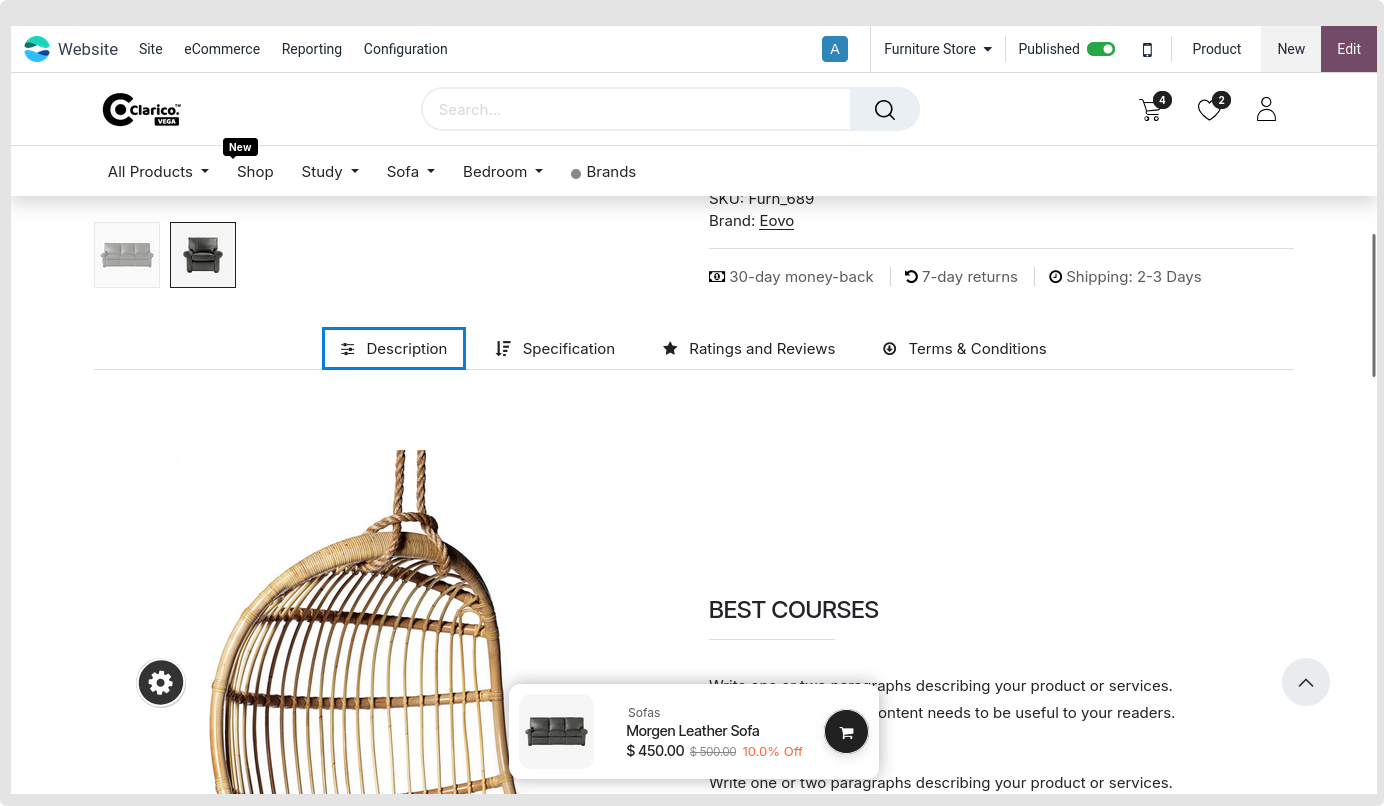 Website Site eCommerce Reporting Configuration A Furniture Store Published Product New Edit
Clarico.™ VEGA Search... 4 2
New
All Products Shop Study Sofa Bedroom Brands
SKU: Furn_689
Brand: Eovo
30-day money-back 7-day returns Shipping: 2-3 Days
Description Specification Ratings and Reviews Terms & Conditions
BEST COURSES
Write one or two paragraphs describing your product or services.
ontent needs to be useful to your readers.
Sofas
Morgen Leather Sofa
$ 450.00 $ 500.00 10.0% Off
Write one or two paragraphs describing your product or services.